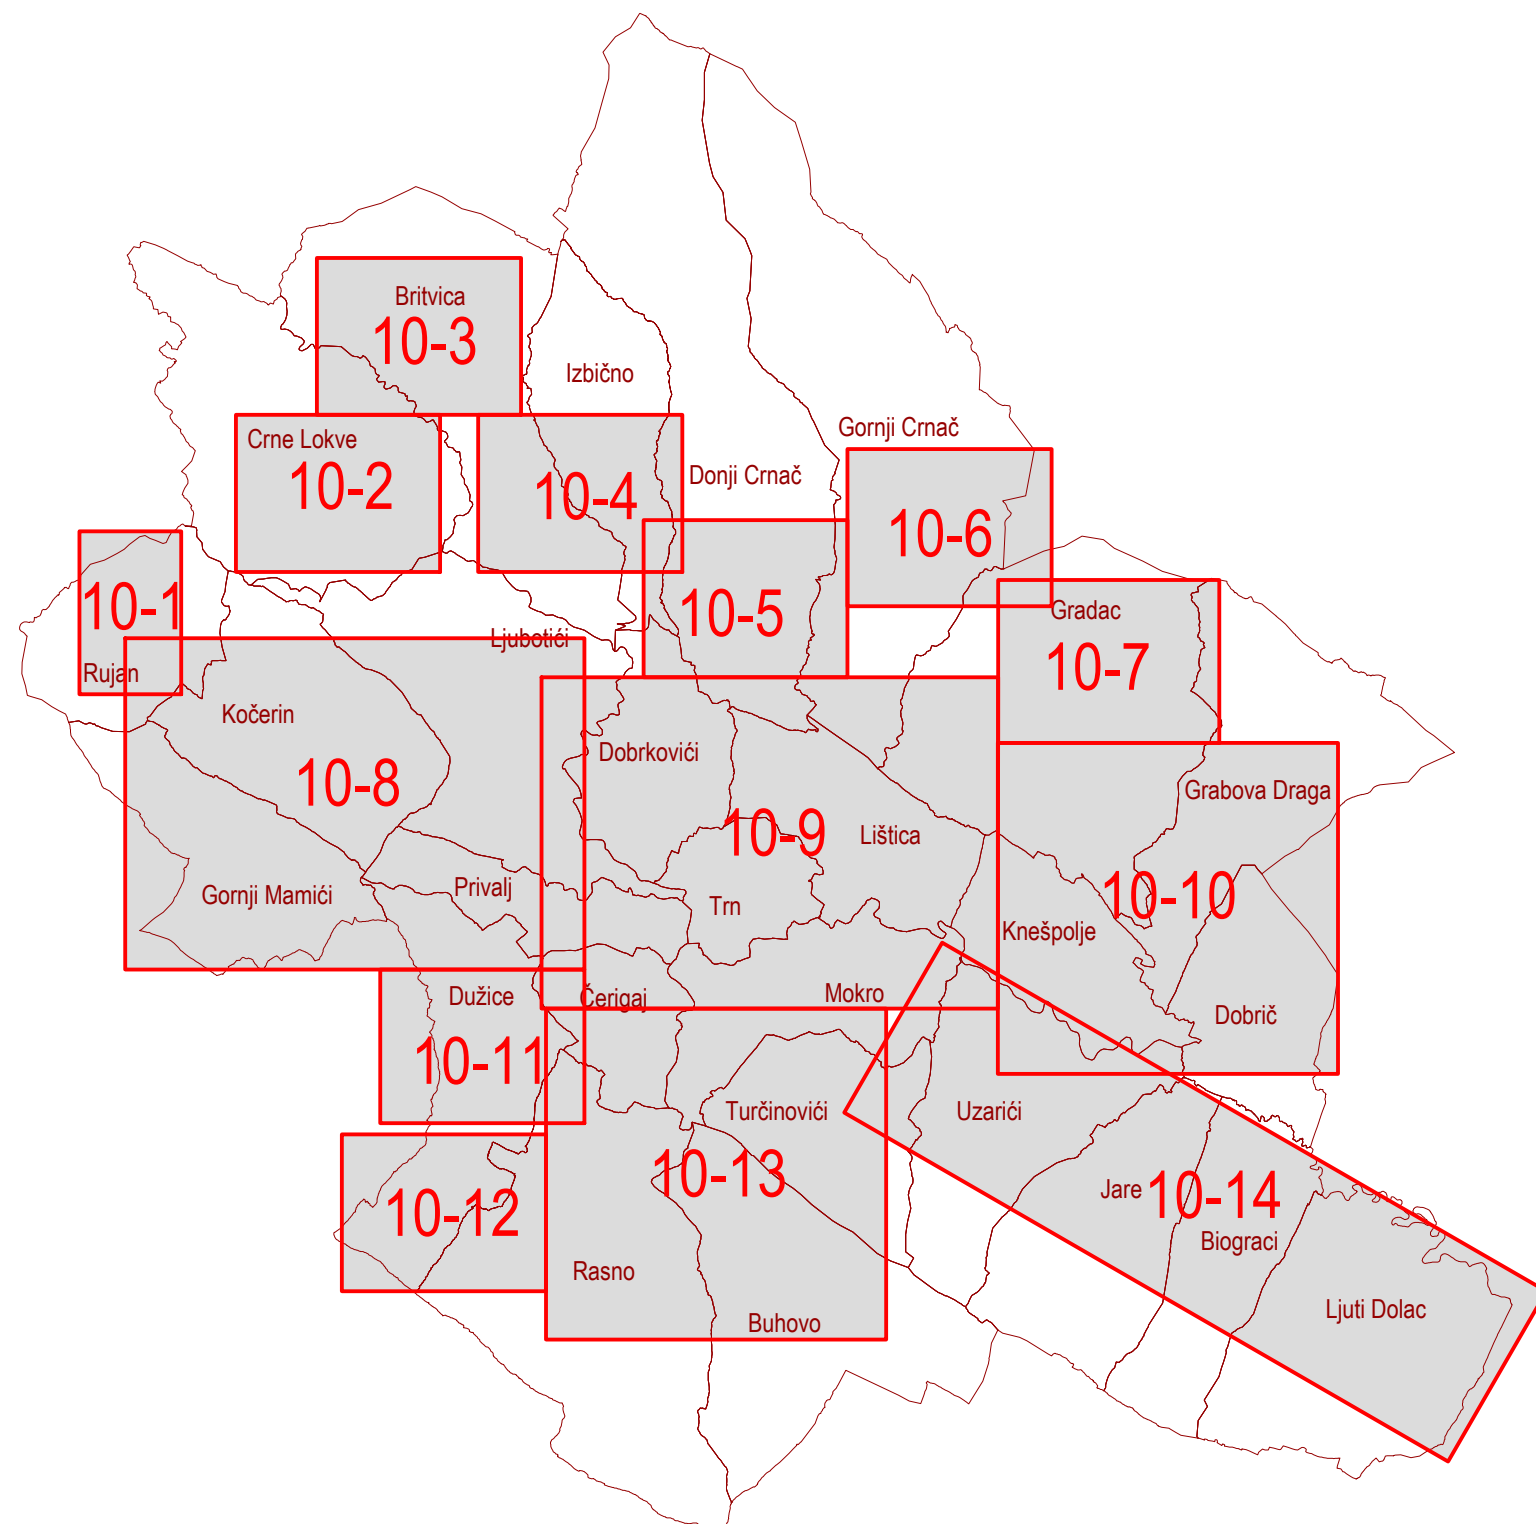 Britvica
10-3
Izbično
Crne Lokve
10-2
Gornji Crnač
Donji Crnač
10-4
10-6
10-1
Rujan
10-5
Gradac
10-7
Ljubotići
Kočerin
10-8
Dobrkovići
Grabova Draga
10-9
Lištica
Gornji Mamići
Privalj
Trn
10-10
Knešpolje
Dužice
Čerigaj
Mokro
Dobrič
10-11
Turčinovići
Uzarići
10-13
Jare
10-14
10-12
Biograci
Rasno
Buhovo
Ljuti Dolac